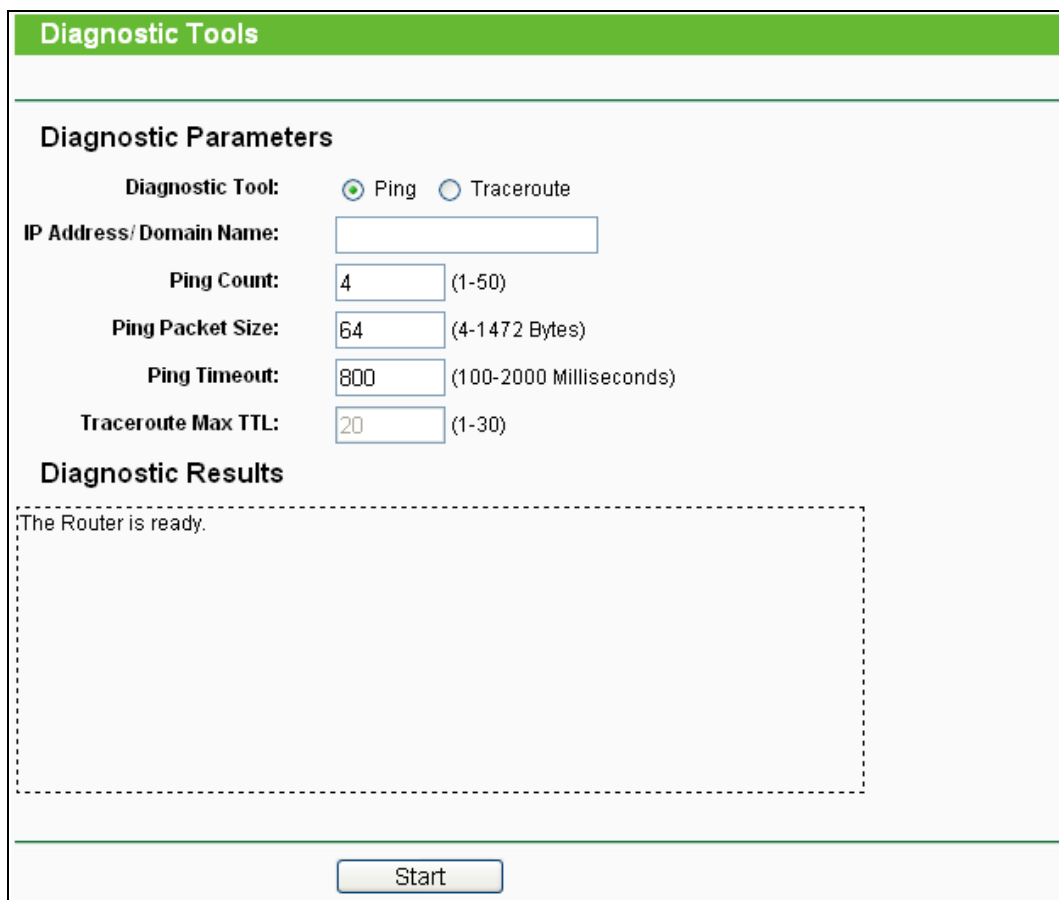 Diagnostic Tools
Diagnostic Parameters
Diagnostic Tool: Ping Traceroute
IP Address/ Domain Name:
Ping Count: 4 (1-50)
Ping Packet Size: 64 (4-1472 Bytes)
Ping Timeout: 800 (100-2000 Milliseconds)
Traceroute Max TTL: 20 (1-30)
Diagnostic Results
The Router is ready.
Start